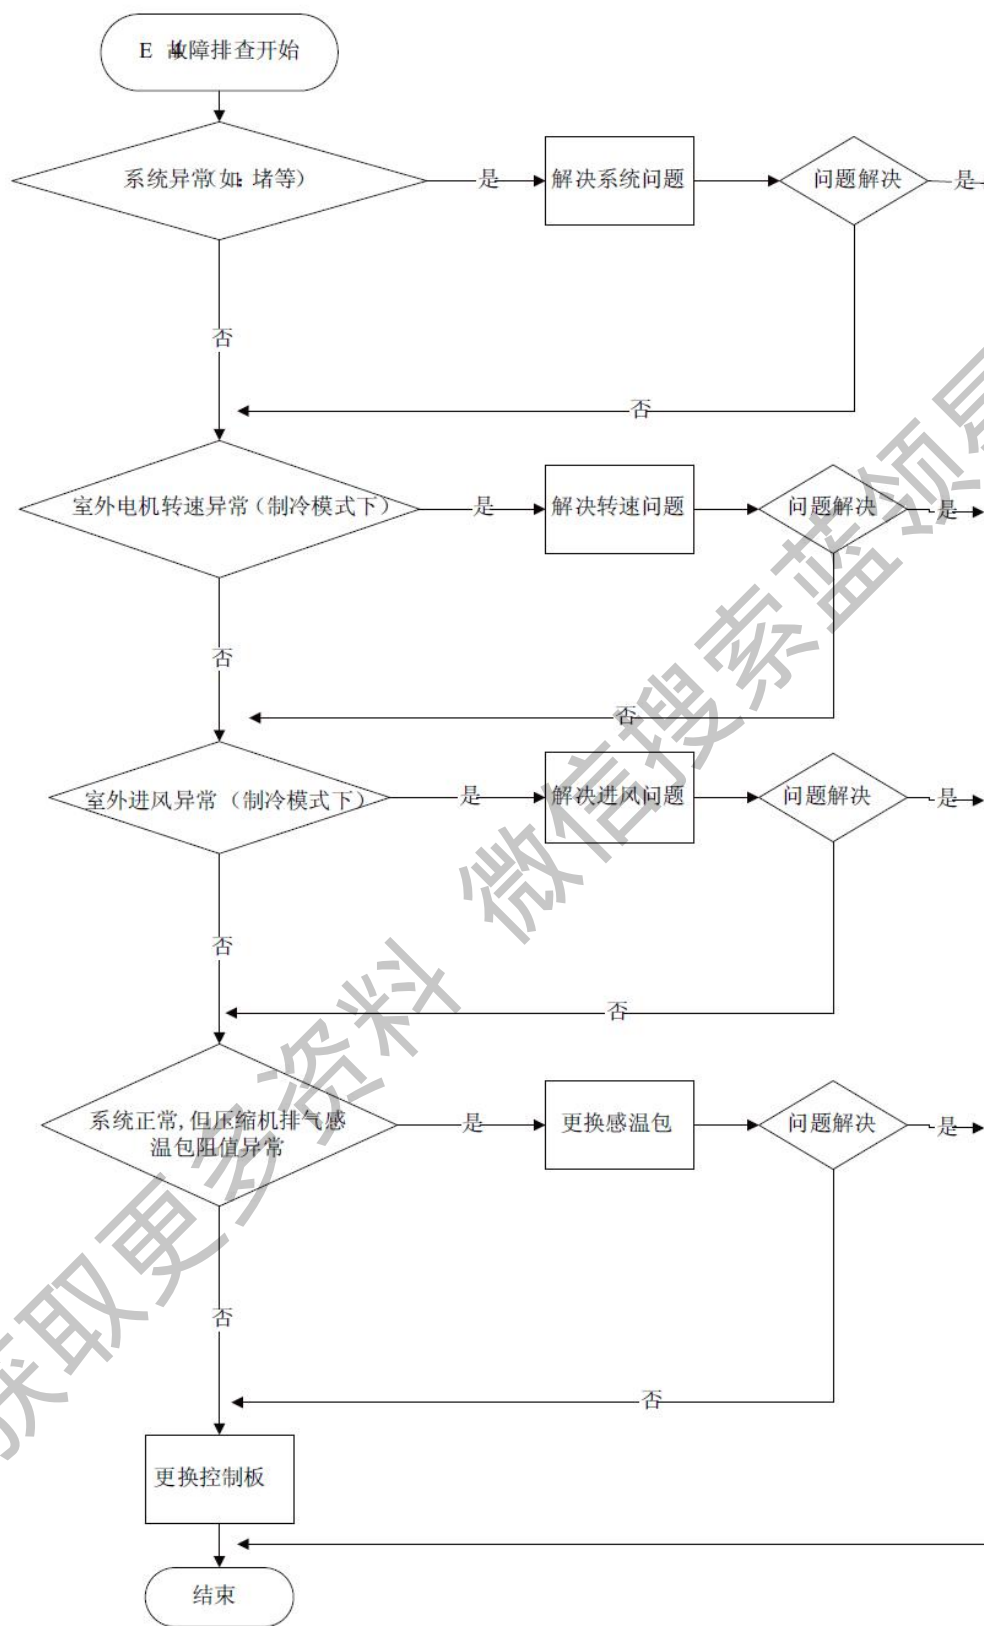 E 4 故障排查开始
系统异常(如: 堵等)
是
解决系统问题
问题解决
是
否
否
室外电机转速异常（制冷模式下）
是
解决转速问题
问题解决
是
否
否
室外进风异常 （制冷模式下）
是
解决进风问题
问题解决
是
否
否
系统正常,但压缩机排气感
温包阻值异常
是
更换感温包
问题解决
是
否
否
更换控制板
结束
获取更多资料 微信搜索蓝领星